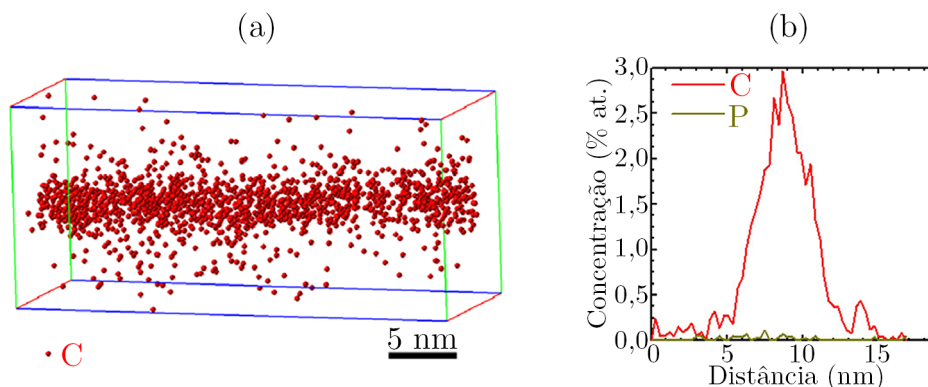 (a)
5 nm
C
(b)
Concentração (% at.)
3,0
2,5
2,0
1,5
1,0
0,5
0,0
C
P
0
5
10
15
Distância (nm)